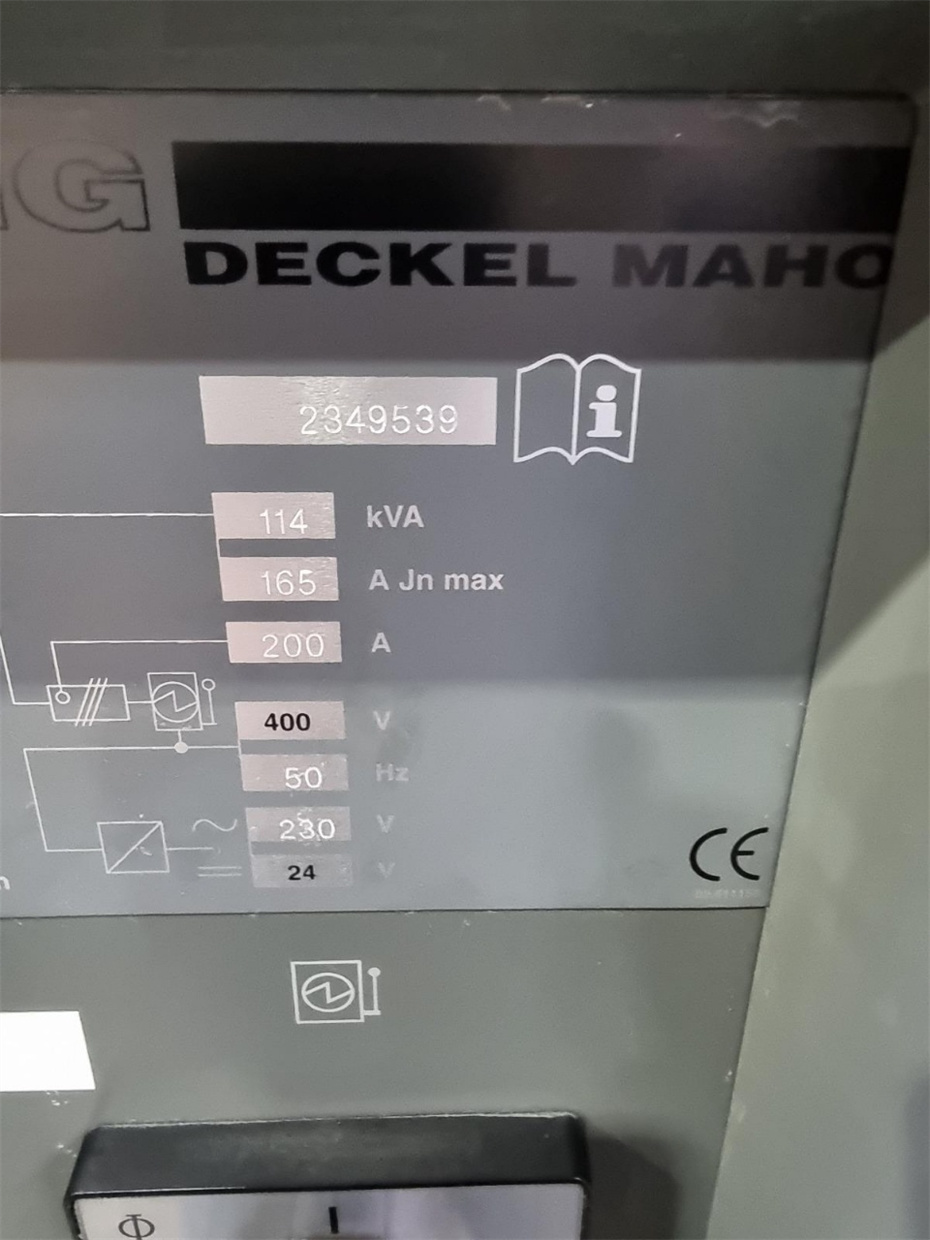 G
DECKEL MAHO
2349539
114 kVA
165 A Jn max
200 A
400 V
50 Hz
230 V
24 V
CE
I